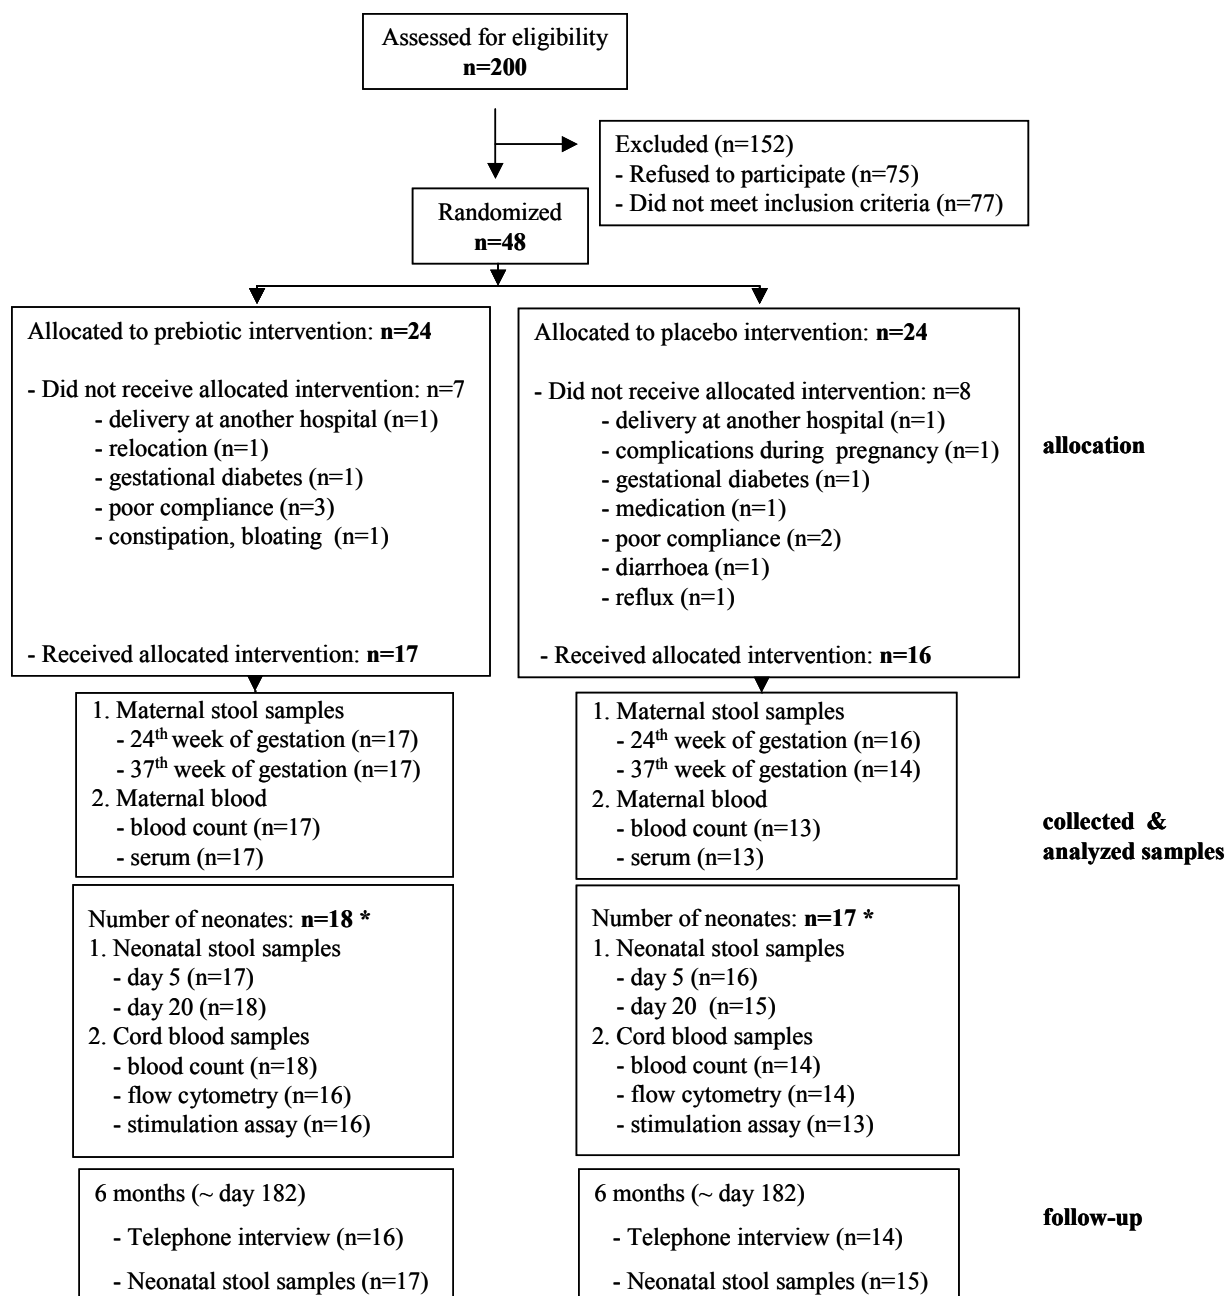 Assessed for eligibility
n=200
Excluded (n=152)
- Refused to participate (n=75)
- Did not meet inclusion criteria (n=77)
Randomized
n=48
Allocated to prebiotic intervention: n=24
- Did not receive allocated intervention: n=7
- delivery at another hospital (n=1)
- relocation (n=1)
- gestational diabetes (n=1)
- poor compliance (n=3)
- constipation, bloating (n=1)
- Received allocated intervention: n=17
Allocated to placebo intervention: n=24
- Did not receive allocated intervention: n=8
- delivery at another hospital (n=1)
- complications during pregnancy (n=1)
- gestational diabetes (n=1)
- medication (n=1)
- poor compliance (n=2)
- diarrhoea (n=1)
- reflux (n=1)
- Received allocated intervention: n=16
allocation
1. Maternal stool samples
- 24th week of gestation (n=17)
- 37th week of gestation (n=17)
2. Maternal blood
- blood count (n=17)
- serum (n=17)
1. Maternal stool samples
- 24th week of gestation (n=16)
- 37th week of gestation (n=14)
2. Maternal blood
- blood count (n=13)
- serum (n=13)
collected &
analyzed samples
Number of neonates: n=18 *
1. Neonatal stool samples
- day 5 (n=17)
- day 20 (n=18)
2. Cord blood samples
- blood count (n=18)
- flow cytometry (n=16)
- stimulation assay (n=16)
Number of neonates: n=17 *
1. Neonatal stool samples
- day 5 (n=16)
- day 20 (n=15)
2. Cord blood samples
- blood count (n=14)
- flow cytometry (n=14)
- stimulation assay (n=13)
6 months (~ day 182)
- Telephone interview (n=16)
- Neonatal stool samples (n=17)
6 months (~ day 182)
- Telephone interview (n=14)
- Neonatal stool samples (n=15)
follow-up